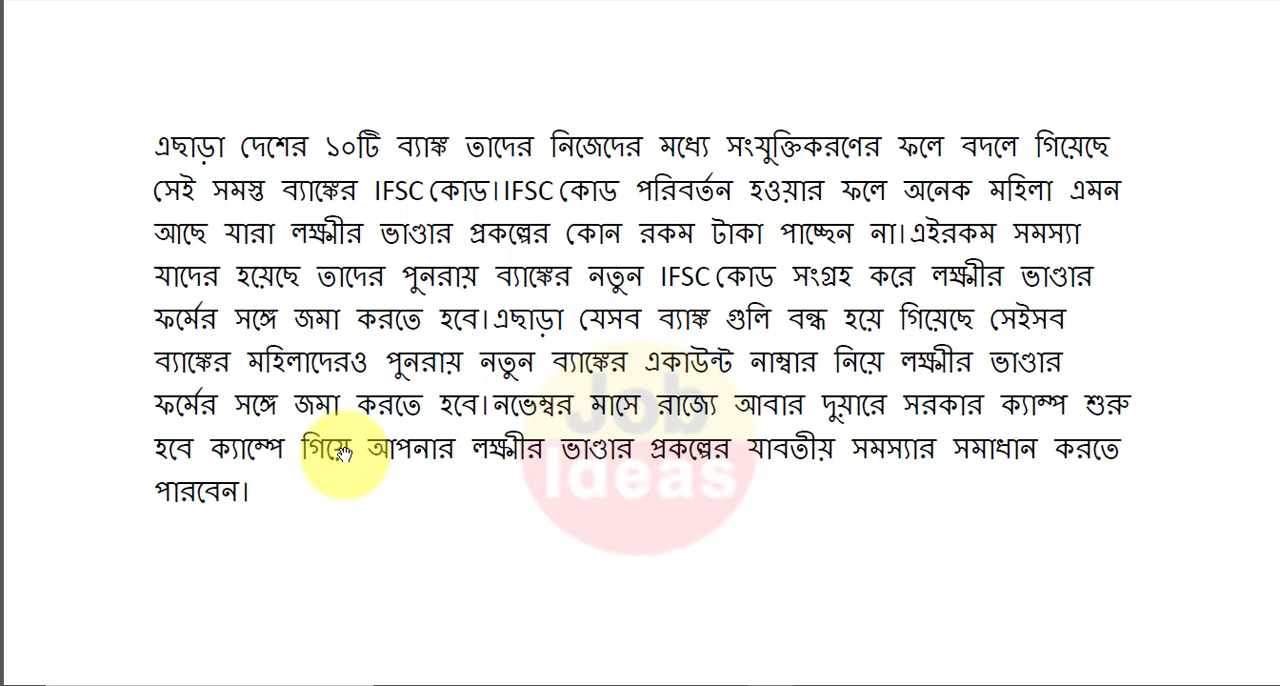 এছাড়া দেশের ১০টি ব্যাঙ্ক তাদের নিজেদের মধ্যে সংযুক্তিকরণের ফলে বদলে গিয়েছে
সেই সমস্ত ব্যাঙ্কের IFSC কোড। IFSC কোড পরিবর্তন হওয়ার ফলে অনেক মহিলা এমন
আছে যারা লক্ষ্মীর ভাণ্ডার প্রকল্পের কোন রকম টাকা পাচ্ছেন না। এইরকম সমস্যা
যাদের হয়েছে তাদের পুনরায় ব্যাঙ্কের নতুন IFSC কোড সংগ্রহ করে লক্ষ্মীর ভাণ্ডার
ফর্মের সঙ্গে জমা করতে হবে। এছাড়া যেসব ব্যাঙ্ক গুলি বন্ধ হয়ে গিয়েছে সেইসব
ব্যাঙ্কের মহিলাদেরও পুনরায় নতুন ব্যাঙ্কের একাউন্ট নাম্বার নিয়ে লক্ষ্মীর ভাণ্ডার
ফর্মের সঙ্গে জমা করতে হবে। নভেম্বর মাসে রাজ্যে আবার দুয়ারে সরকার ক্যাম্প শুরু
হবে ক্যাম্পে গিয়ে আপনার লক্ষ্মীর ভাণ্ডার প্রকল্পের যাবতীয় সমস্যার সমাধান করতে
পারবেন।
Job
Ideas